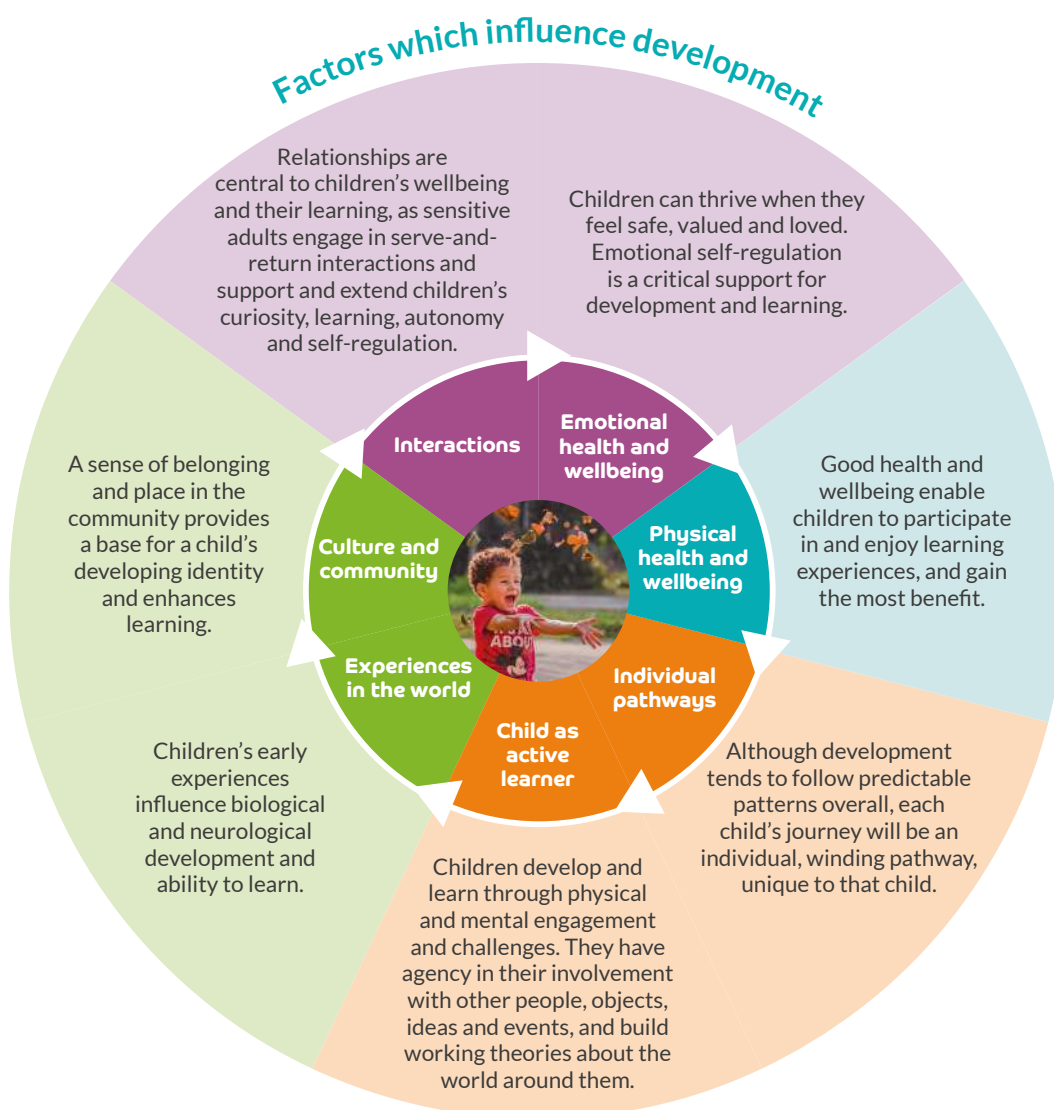 Factors which influence development
Relationships are
central to children’s wellbeing
and their learning, as sensitive
adults engage in serve-and-
return interactions and
support and extend children’s
curiosity, learning, autonomy
and self-regulation.
Children can thrive when they
feel safe, valued and loved.
Emotional self-regulation
is a critical support for
development and learning.
Good health and
wellbeing enable
children to participate
in and enjoy learning
experiences, and gain
the most benefit.
Although development
tends to follow predictable
patterns overall, each
child’s journey will be an
individual, winding pathway,
unique to that child.
Children develop and
learn through physical
and mental engagement
and challenges. They have
agency in their involvement
with other people, objects,
ideas and events, and build
working theories about the
world around them.
Children’s early
experiences
influence biological
and neurological
development and
ability to learn.
A sense of belonging
and place in the
community provides
a base for a child’s
developing identity
and enhances
learning.
Interactions
Emotional
health and
wellbeing
Physical
health and
wellbeing
Individual
pathways
Child as
active
learner
Experiences
in the world
Culture and
community
ABOU